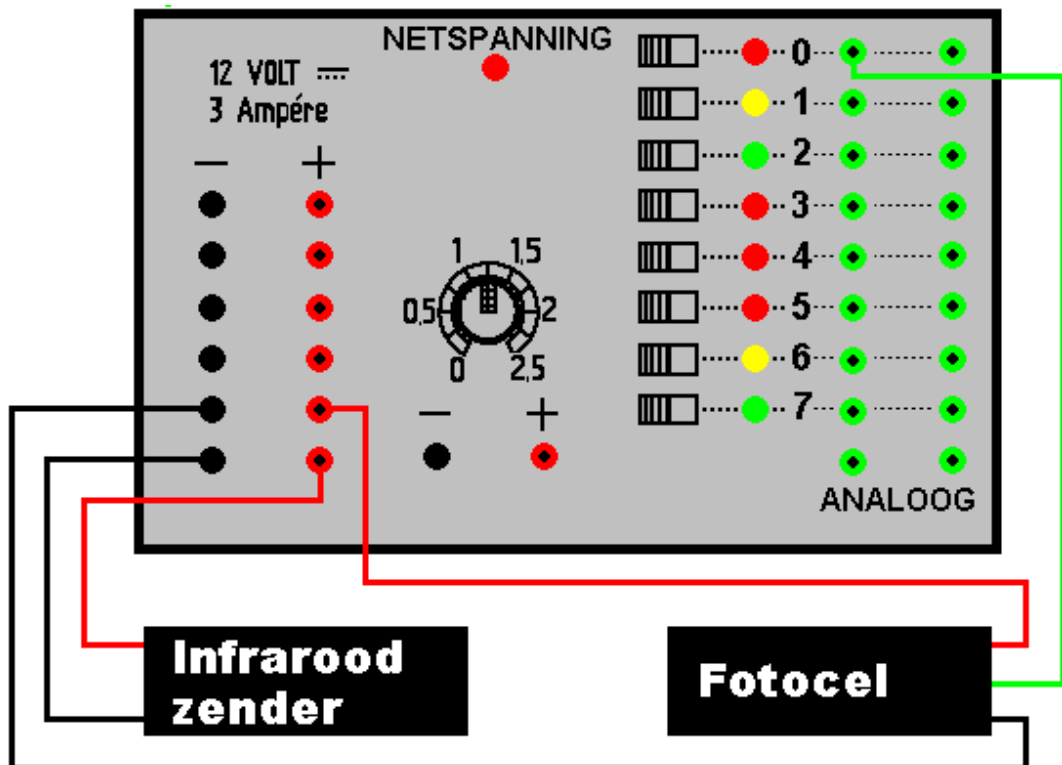 NETSPANNING
12 VOLT
3 Ampére
− +
0
1
2
3
4
5
6
7
ANALOOG
1 1,5
0,5 2
0 2,5
− +
Infrarood
zender
Fotocel